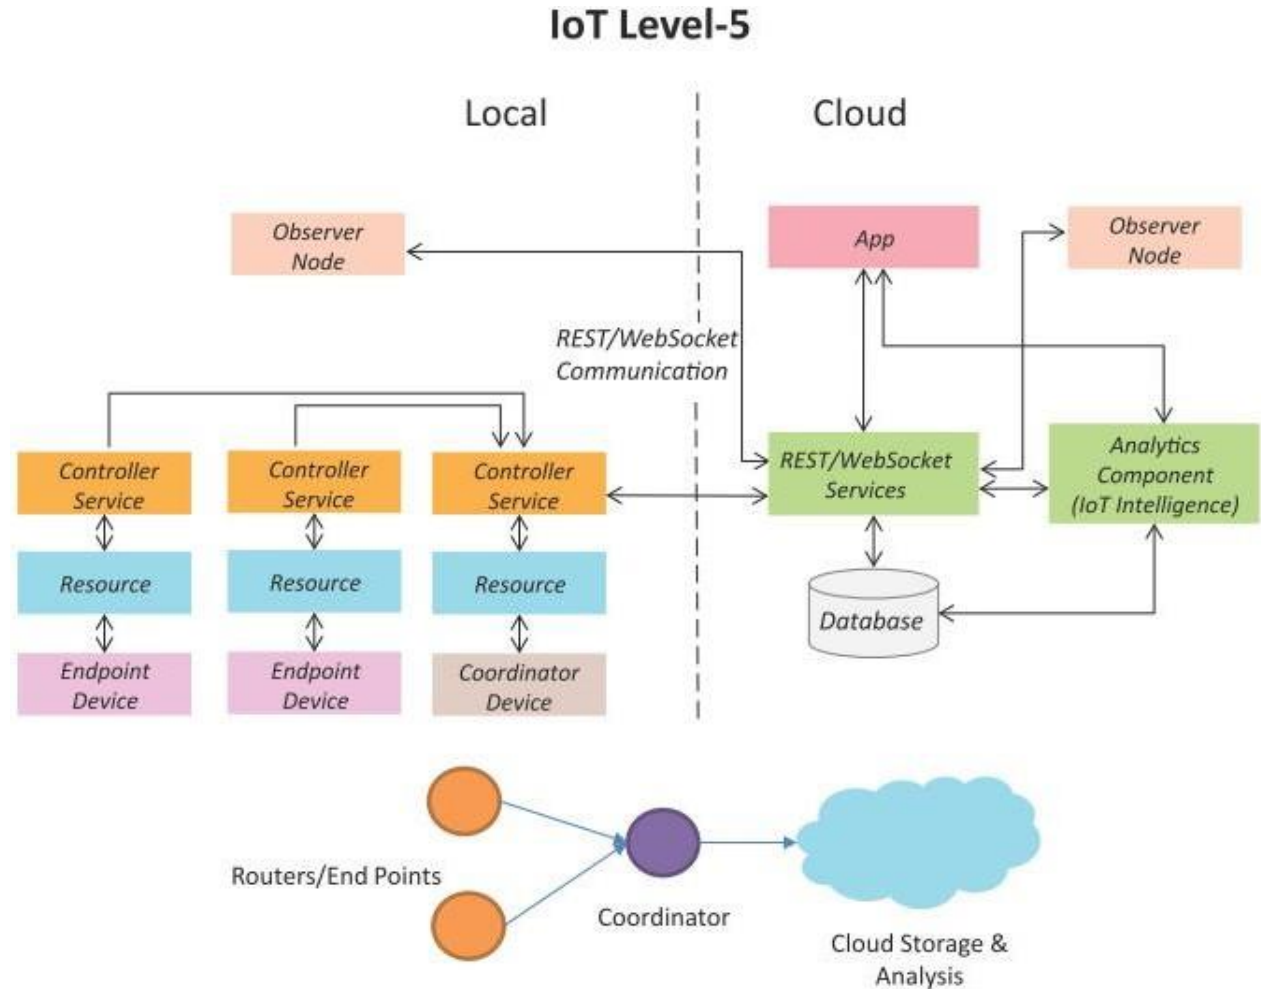 IoT Level-5
Local
Cloud
Observer
Node
App
Observer
Node
REST/WebSocket
Communication
Controller
Service
Controller
Service
Controller
Service
REST/WebSocket
Services
Analytics
Component
(IoT Intelligence)
Resource
Resource
Resource
Database
Endpoint
Device
Endpoint
Device
Coordinator
Device
Routers/End Points
Coordinator
Cloud Storage &
Analysis